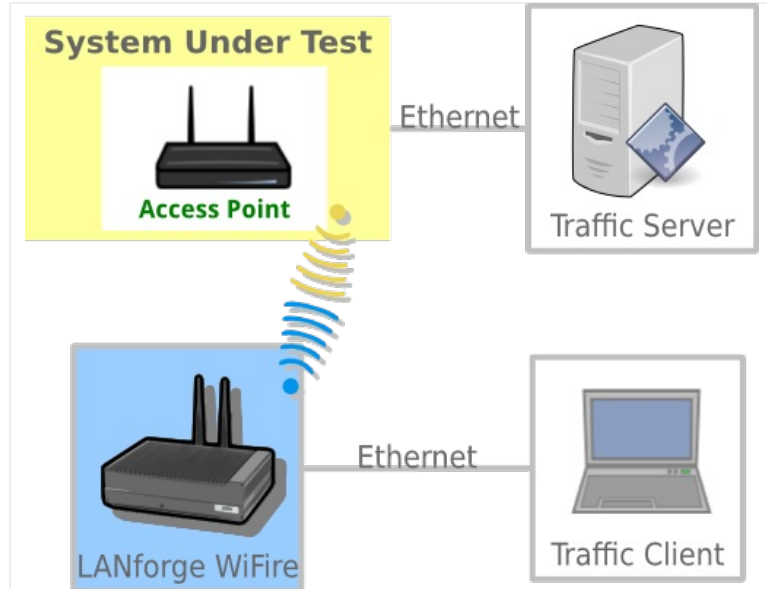 System Under Test
Access Point
Ethernet
Traffic Server
LANforge WiFire
Ethernet
Traffic Client